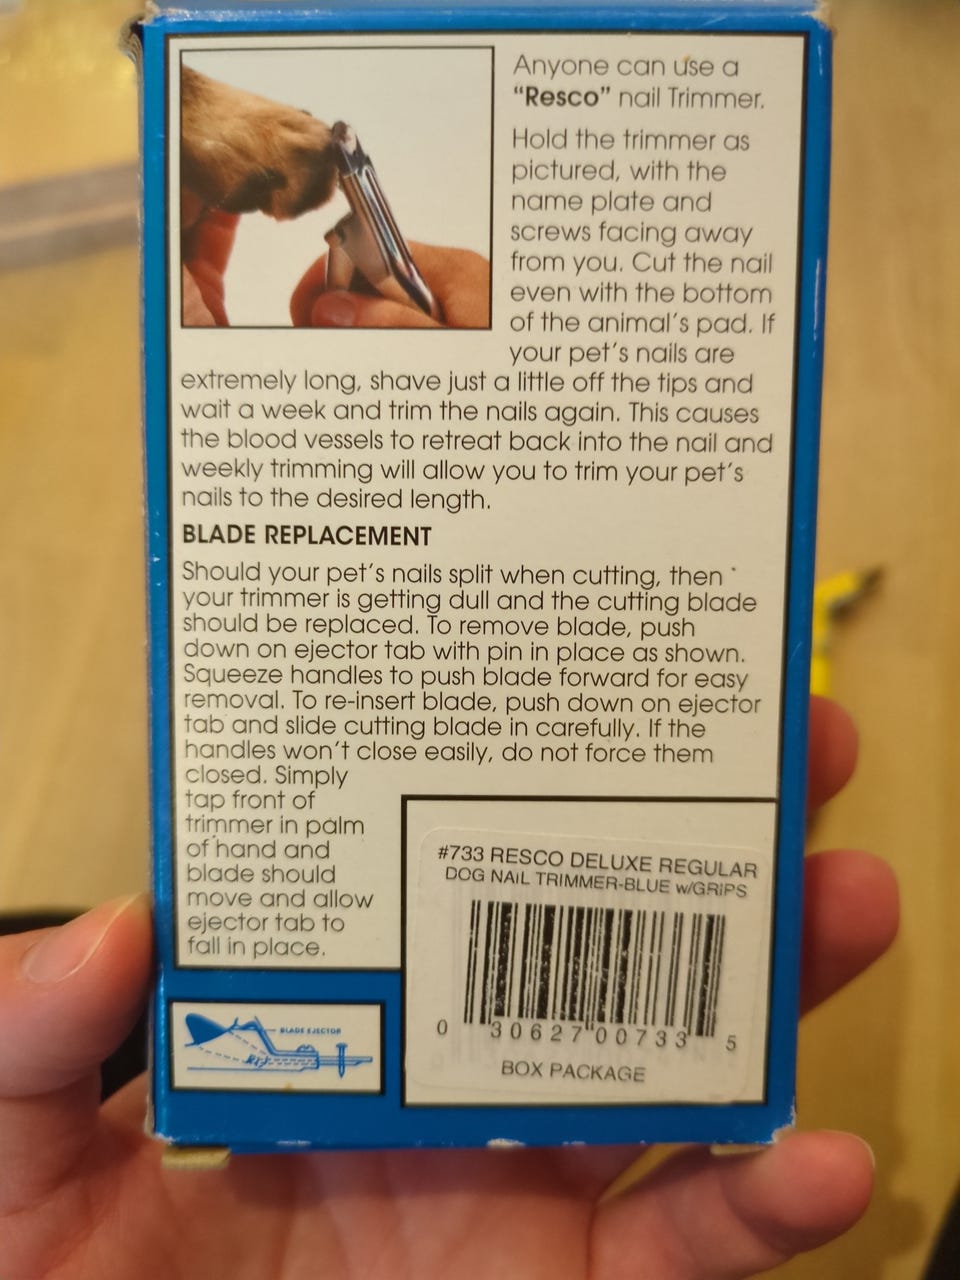 Anyone can use a
“Resco” nail Trimmer.
Hold the trimmer as
pictured, with the
name plate and
screws facing away
from you. Cut the nail
even with the bottom
of the animal's pad. If
your pet's nails are
extremely long, shave just a little off the tips and
wait a week and trim the nails again. This causes
the blood vessels to retreat back into the nail and
weekly trimming will allow you to trim your pet's
nails to the desired length.
BLADE REPLACEMENT
Should your pet's nails split when cutting, then
your trimmer is getting dull and the cutting blade
should be replaced. To remove blade, push
down on ejector tab with pin in place as shown.
Squeeze handles to push blade forward for easy
removal. To re-insert blade, push down on ejector
tab and slide cutting blade in carefully. If the
handles won't close easily, do not force them
closed. Simply
tap front of
trimmer in palm
of hand and
blade should
move and allow
ejector tab to
fall in place.
BLADE EJECTOR
#733 RESCO DELUXE REGULAR
DOG NAIL TRIMMER-BLUE w/GRIPS
0 30627 00733 5
BOX PACKAGE